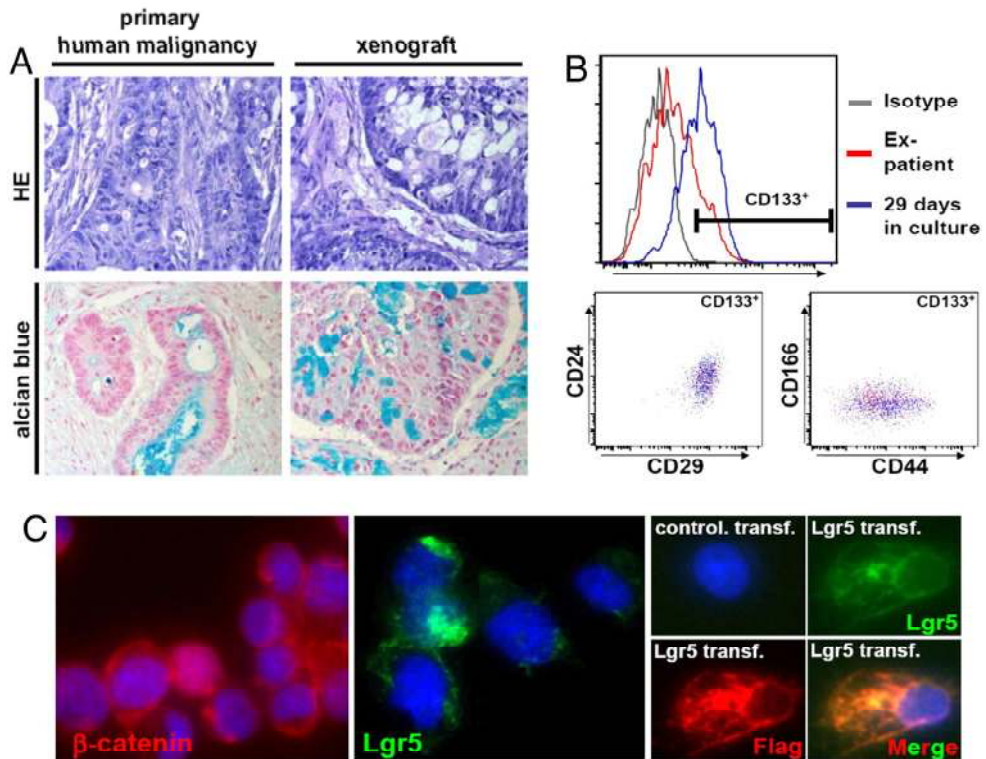 A
primary
human malignancy
xenograft
HE
alcian blue
B
CD133⁺
Isotype
Ex-
patient
29 days
in culture
CD133⁺
CD24
CD29
CD133⁺
CD166
CD44
C
β-catenin
Lgr5
control. transf.
Lgr5 transf.
Lgr5
Lgr5 transf.
Flag
Lgr5 transf.
Merge